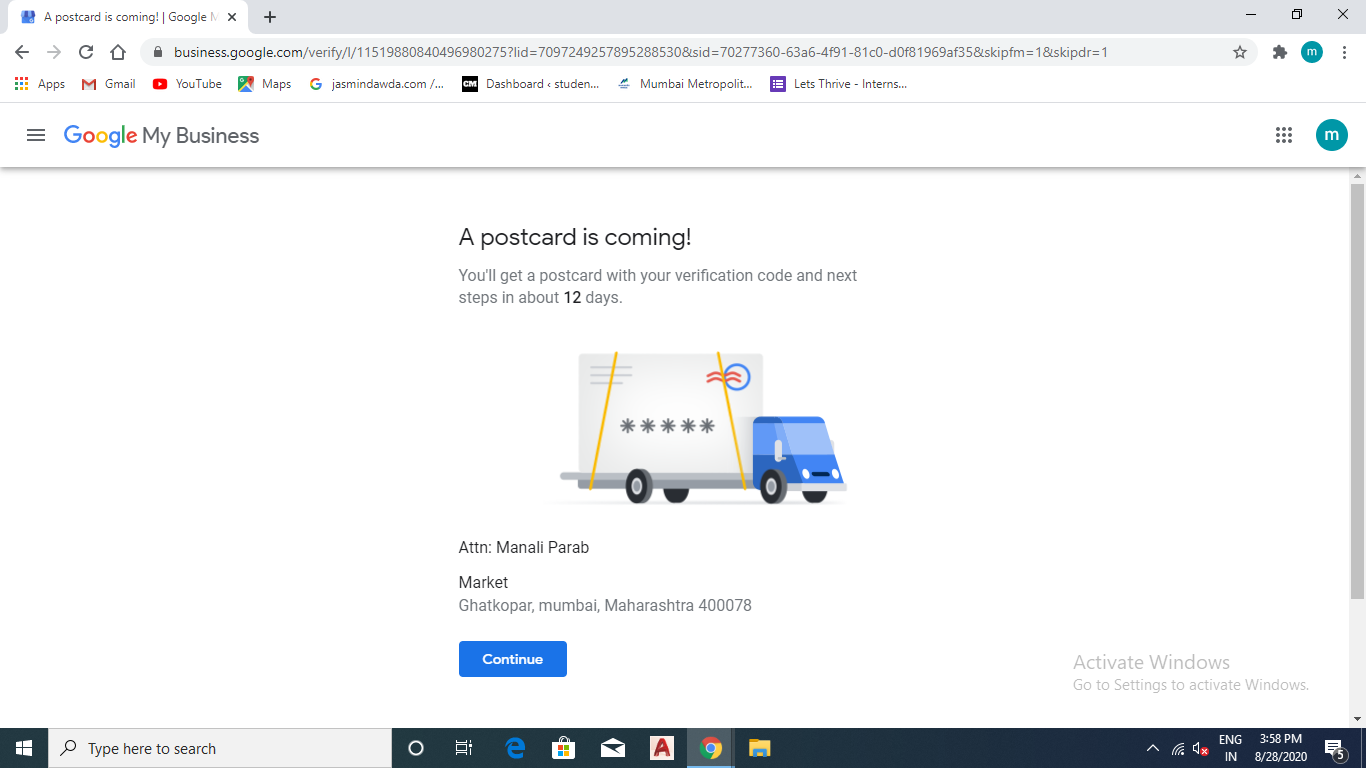 A postcard is coming! | Google M
business.google.com/verify/l/11519880840496980275?lid=7097249257895288530&sid=70277360-63a6-4f91-81c0-d0f81969af35&skipfm=1&skipdr=1
m
Apps
Gmail
YouTube
Maps
jasmindawda.com /...
CM
Dashboard ‹ studen...
Mumbai Metropolit...
Lets Thrive - Interns...
Google My Business
m
A postcard is coming!
You'll get a postcard with your verification code and next
steps in about 12 days.
*****
Attn: Manali Parab
Market
Ghatkopar, mumbai, Maharashtra 400078
Continue
Activate Windows
Go to Settings to activate Windows.
Type here to search
A
ENG
IN
3:58 PM
8/28/2020
5